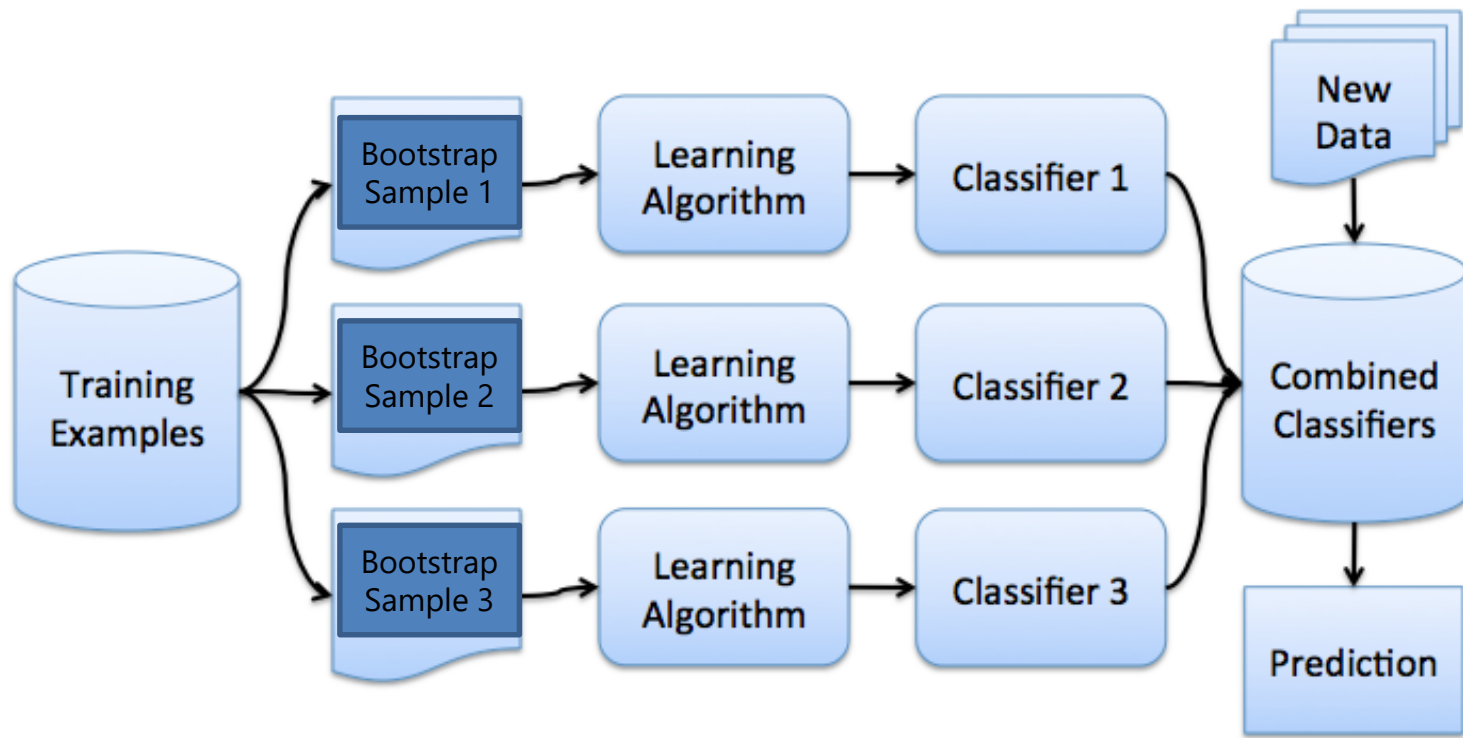 Training
Examples
Bootstrap
Sample 1
Learning
Algorithm
Classifier 1
Bootstrap
Sample 2
Learning
Algorithm
Classifier 2
Bootstrap
Sample 3
Learning
Algorithm
Classifier 3
New
Data
Combined
Classifiers
Prediction